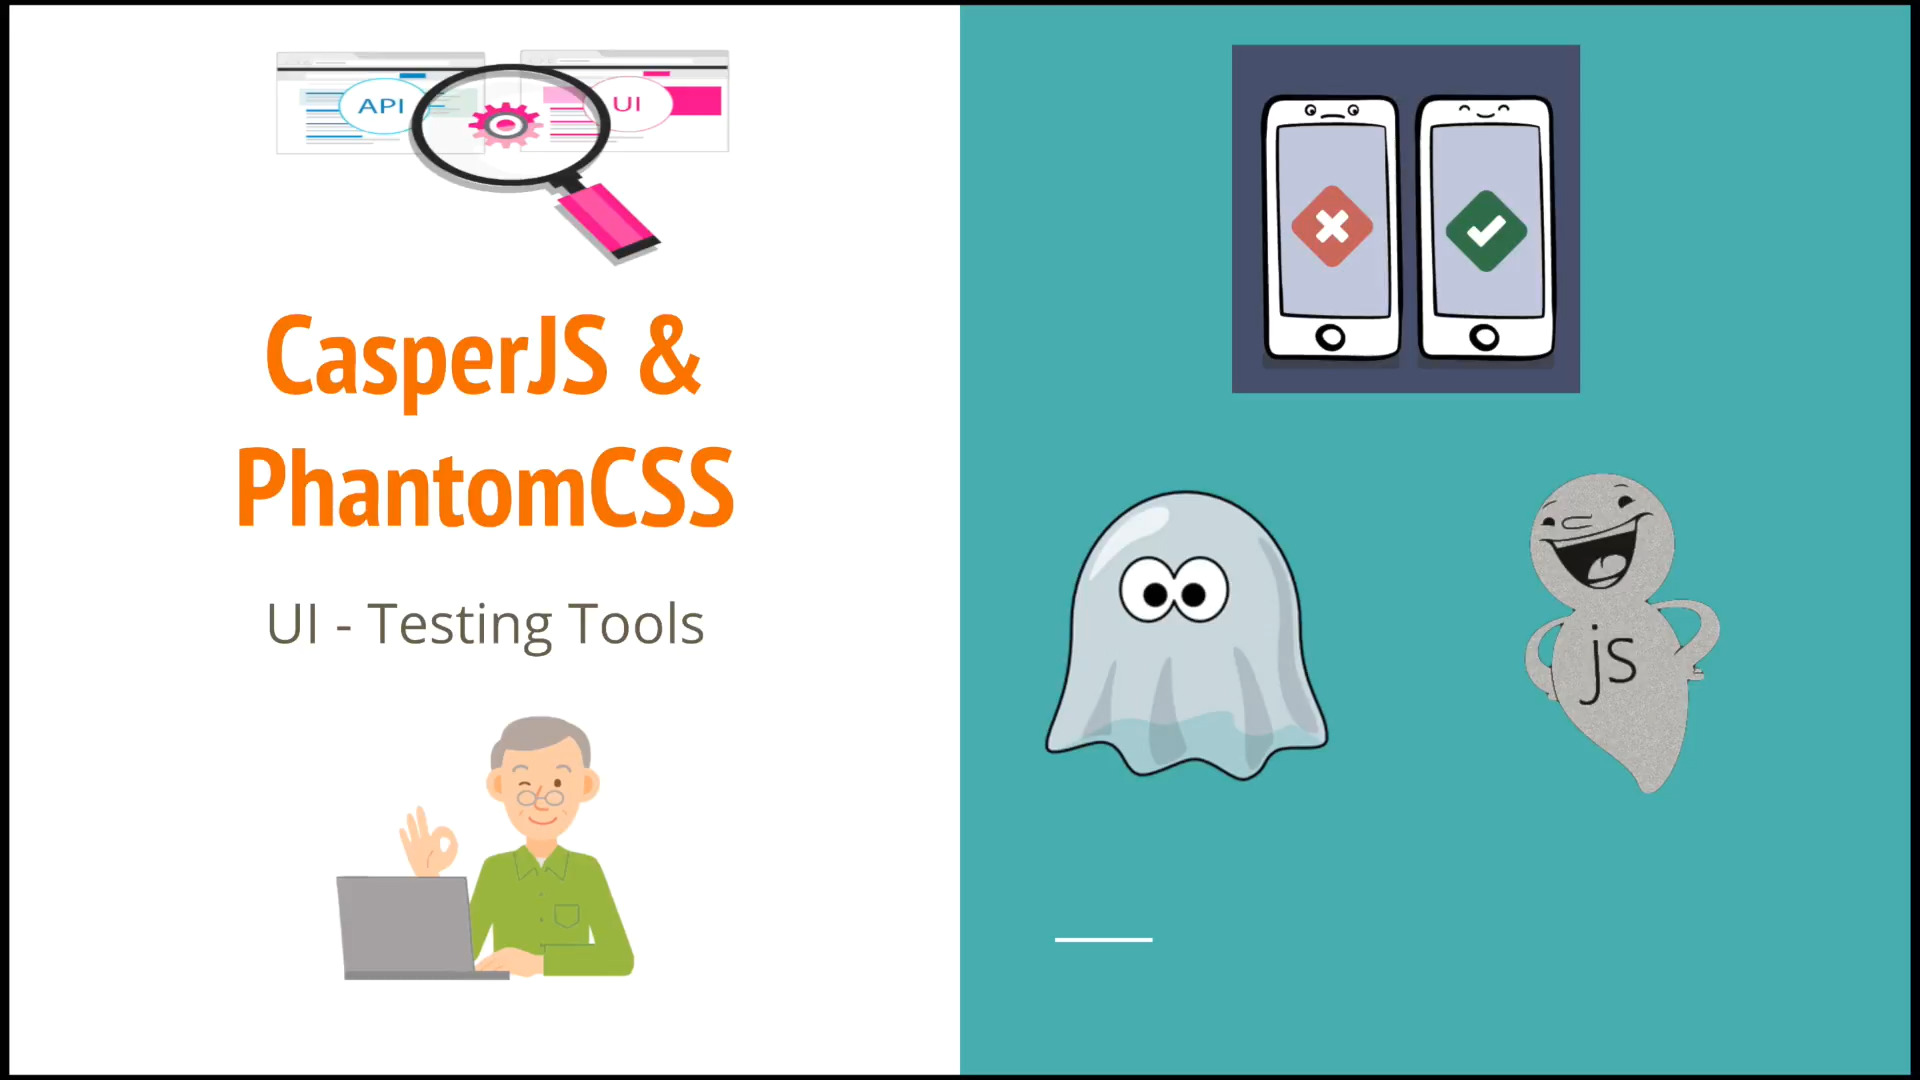 API
UI
CasperJS &
PhantomCSS
UI - Testing Tools
js